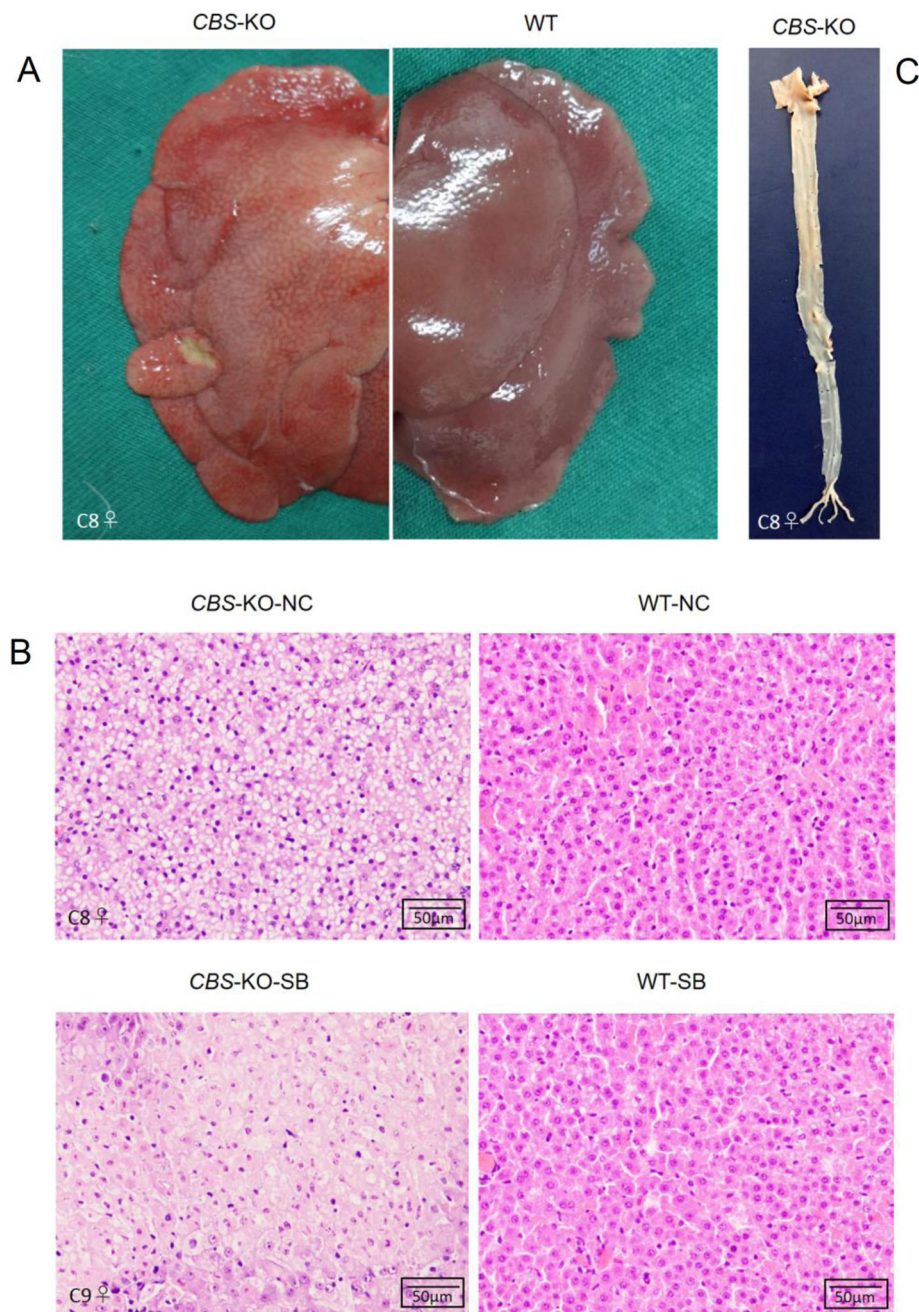 CBS-KO WT CBS-KO
A C
C8♀ C8♀
CBS-KO-NC WT-NC
B
C8♀ 50μm 50μm
CBS-KO-SB WT-SB
C9♀ 50μm 50μm